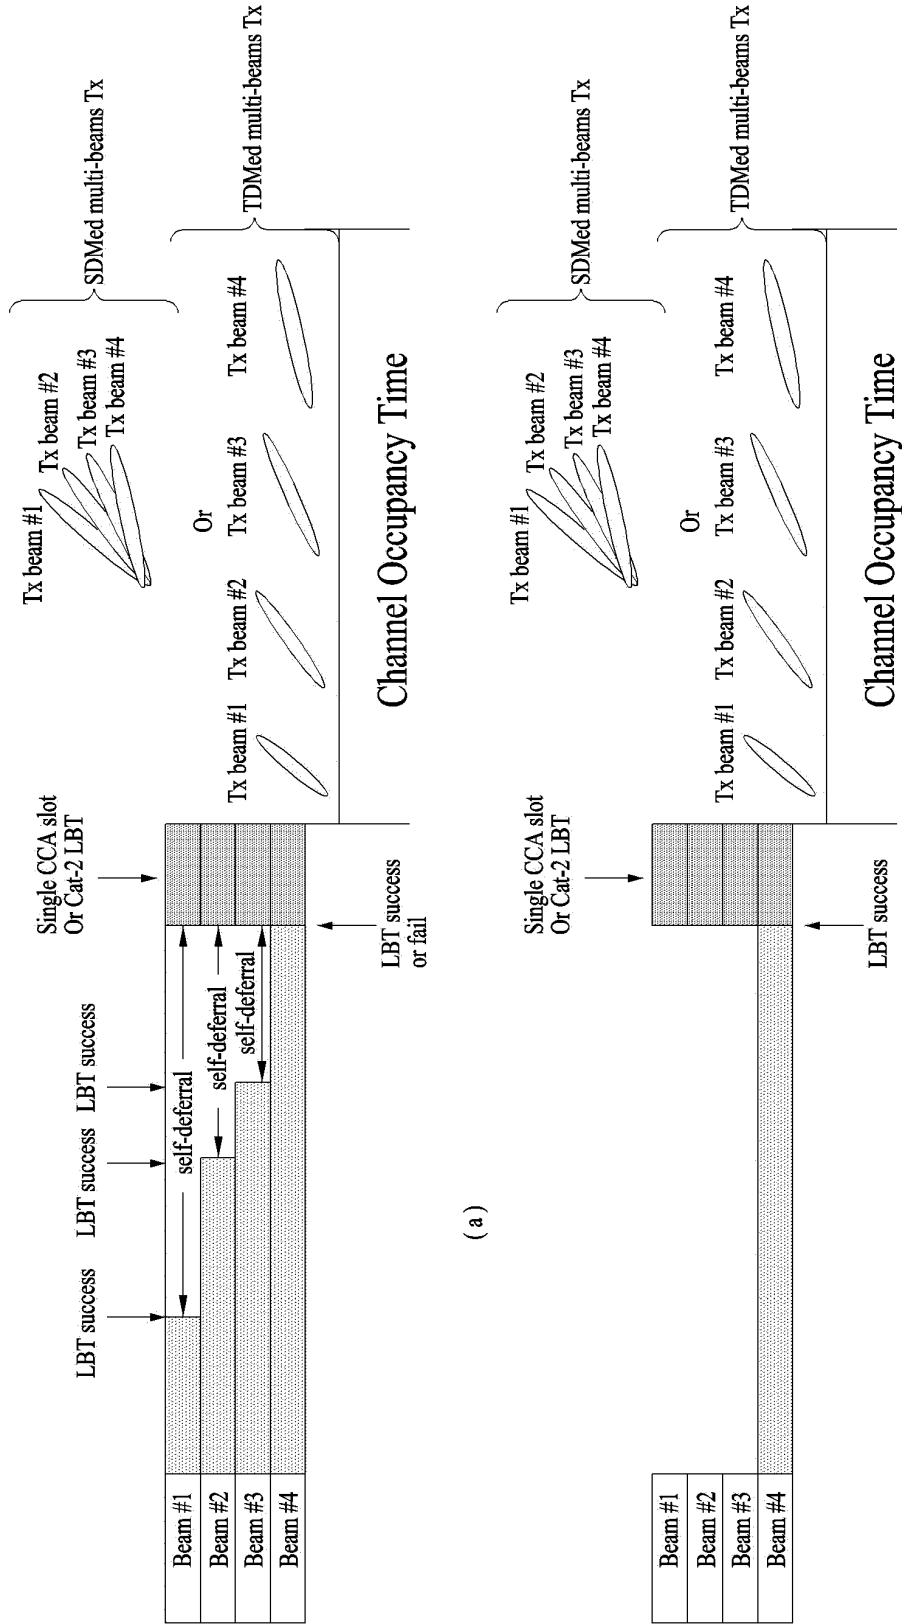 SDMed multi-beams Tx
Tx beam #1
Tx beam #2
Tx beam #3
Tx beam #4
Or
TDMed multi-beams Tx
Tx beam #1
Tx beam #2
Tx beam #3
Tx beam #4
Channel Occupancy Time
Single CCA slot
Or Cat-2 LBT
LBT success
LBT success
LBT success
self-deferral
self-deferral
self-deferral
LBT success
or fail
Beam #1
Beam #2
Beam #3
Beam #4
( a )
SDMed multi-beams Tx
Tx beam #1
Tx beam #2
Tx beam #3
Tx beam #4
Or
TDMed multi-beams Tx
Tx beam #1
Tx beam #2
Tx beam #3
Tx beam #4
Channel Occupancy Time
Single CCA slot
Or Cat-2 LBT
LBT success
Beam #1
Beam #2
Beam #3
Beam #4